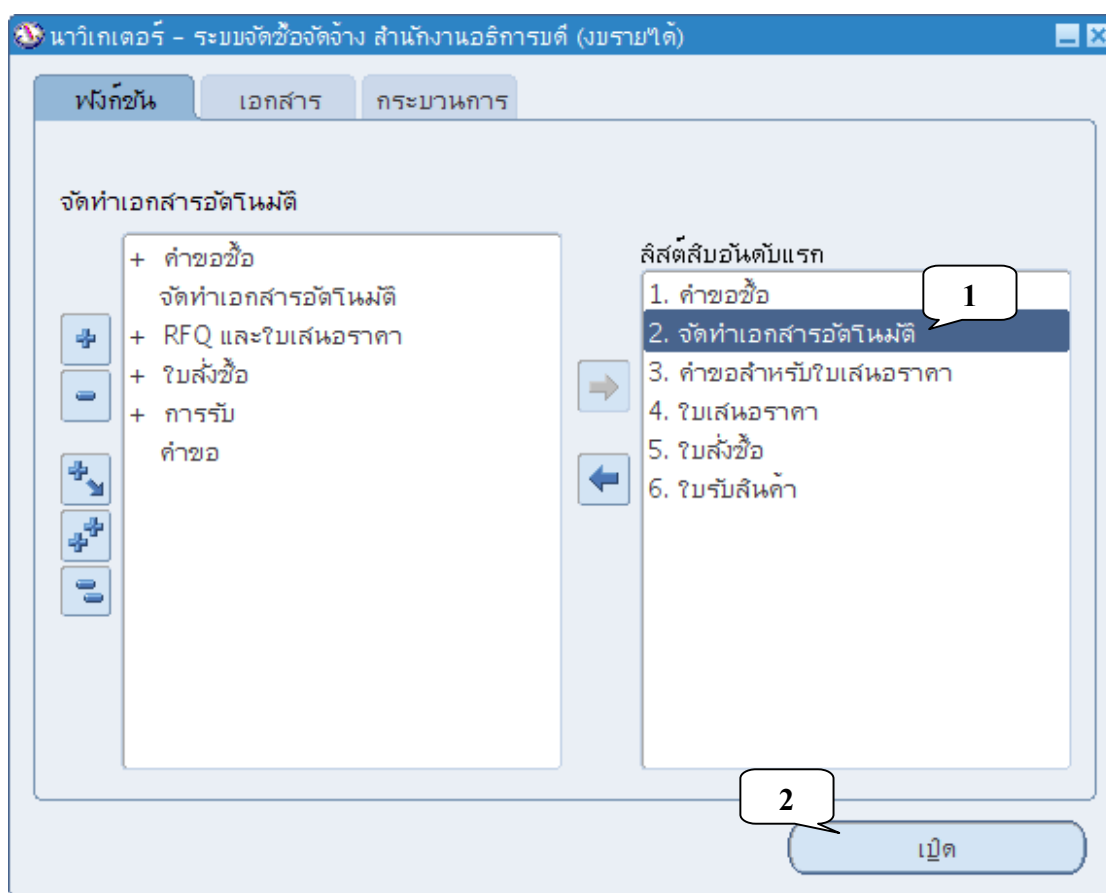 นาวิเกเตอร์ – ระบบจัดซื้อจัดจ้าง สำนักงานอธิการบดี (งบรายได้)
ฟังก์ชัน เอกสาร กระบวนการ
จัดทำเอกสารอัตโนมัติ
+ คำขอซื้อ
จัดทำเอกสารอัตโนมัติ
+ RFQ และใบเสนอราคา
+ ใบสั่งซื้อ
+ การรับ
คำขอ
ลิสต์สิบอันดับแรก
1. คำขอซื้อ
1
2. จัดทำเอกสารอัตโนมัติ
3. คำขอสำหรับใบเสนอราคา
4. ใบเสนอราคา
5. ใบสั่งซื้อ
6. ใบรับสินค้า
2
เปิด